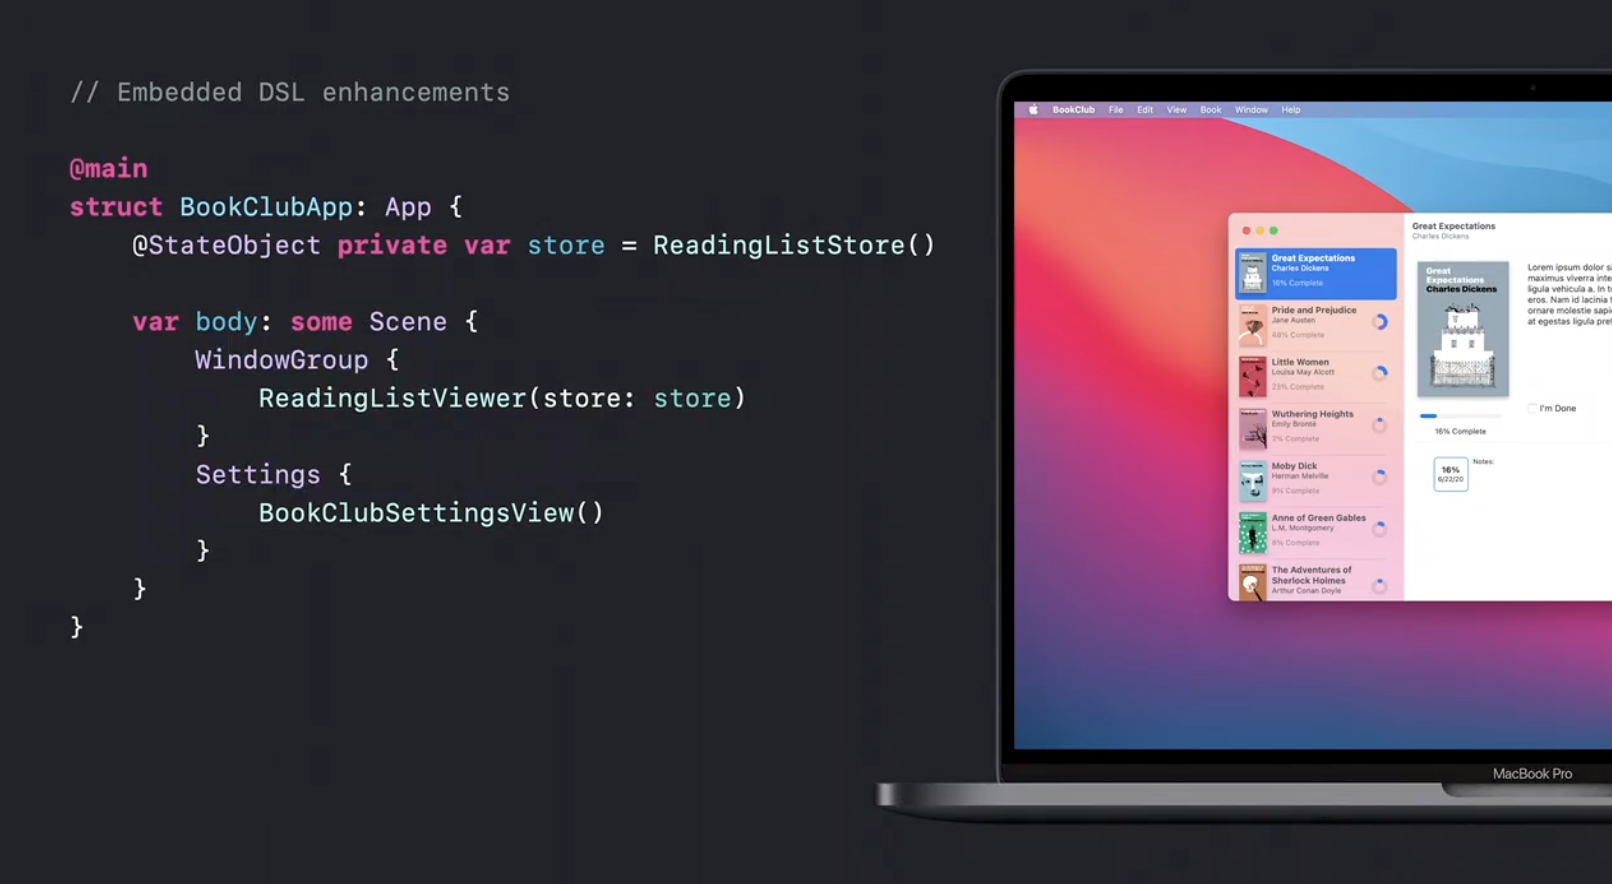 // Embedded DSL enhancements
@main
struct BookClubApp: App {
@StateObject private var store = ReadingListStore()
var body: some Scene {
WindowGroup {
ReadingListViewer(store: store)
}
Settings {
BookClubSettingsView()
}
}
}
BookClub File Edit View Book Window Help
Great Expectations
Charles Dickens
16% Complete
Pride and Prejudice
Jane Austen
48% Complete
Little Women
Louisa May Alcott
23% Complete
Wuthering Heights
Emily Brontë
2% Complete
Moby Dick
Herman Melville
9% Complete
Anne of Green Gables
L.M. Montgomery
8% Complete
The Adventures of
Sherlock Holmes
Arthur Conan Doyle
Great Expectations
Charles Dickens
Great
Expectations
Charles Dickens
16% Complete
16%
6/22/20
Notes:
Lorem ipsum dolor si
maximus viverra inte
ligula vehicula a. In t
eros. Nam id lacinia
ornare molestie sapi
at egestas ligula pre
I'm Done
MacBook Pro